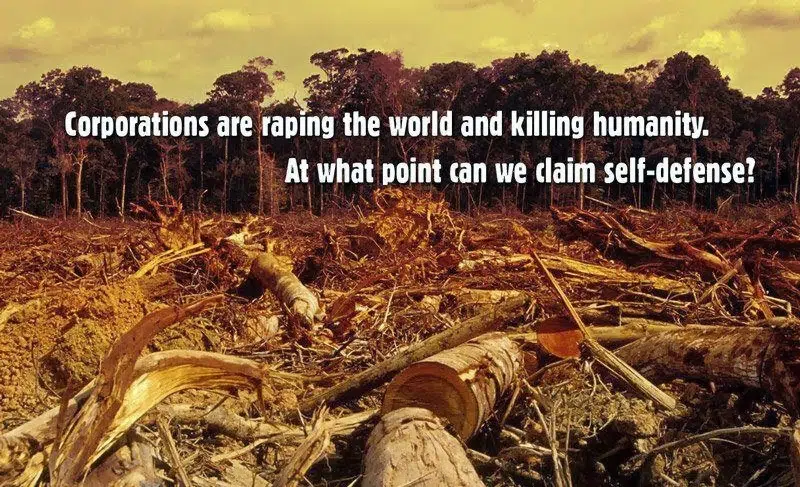 Corporations are raping the world and killing humanity.
At what point can we claim self-defense?